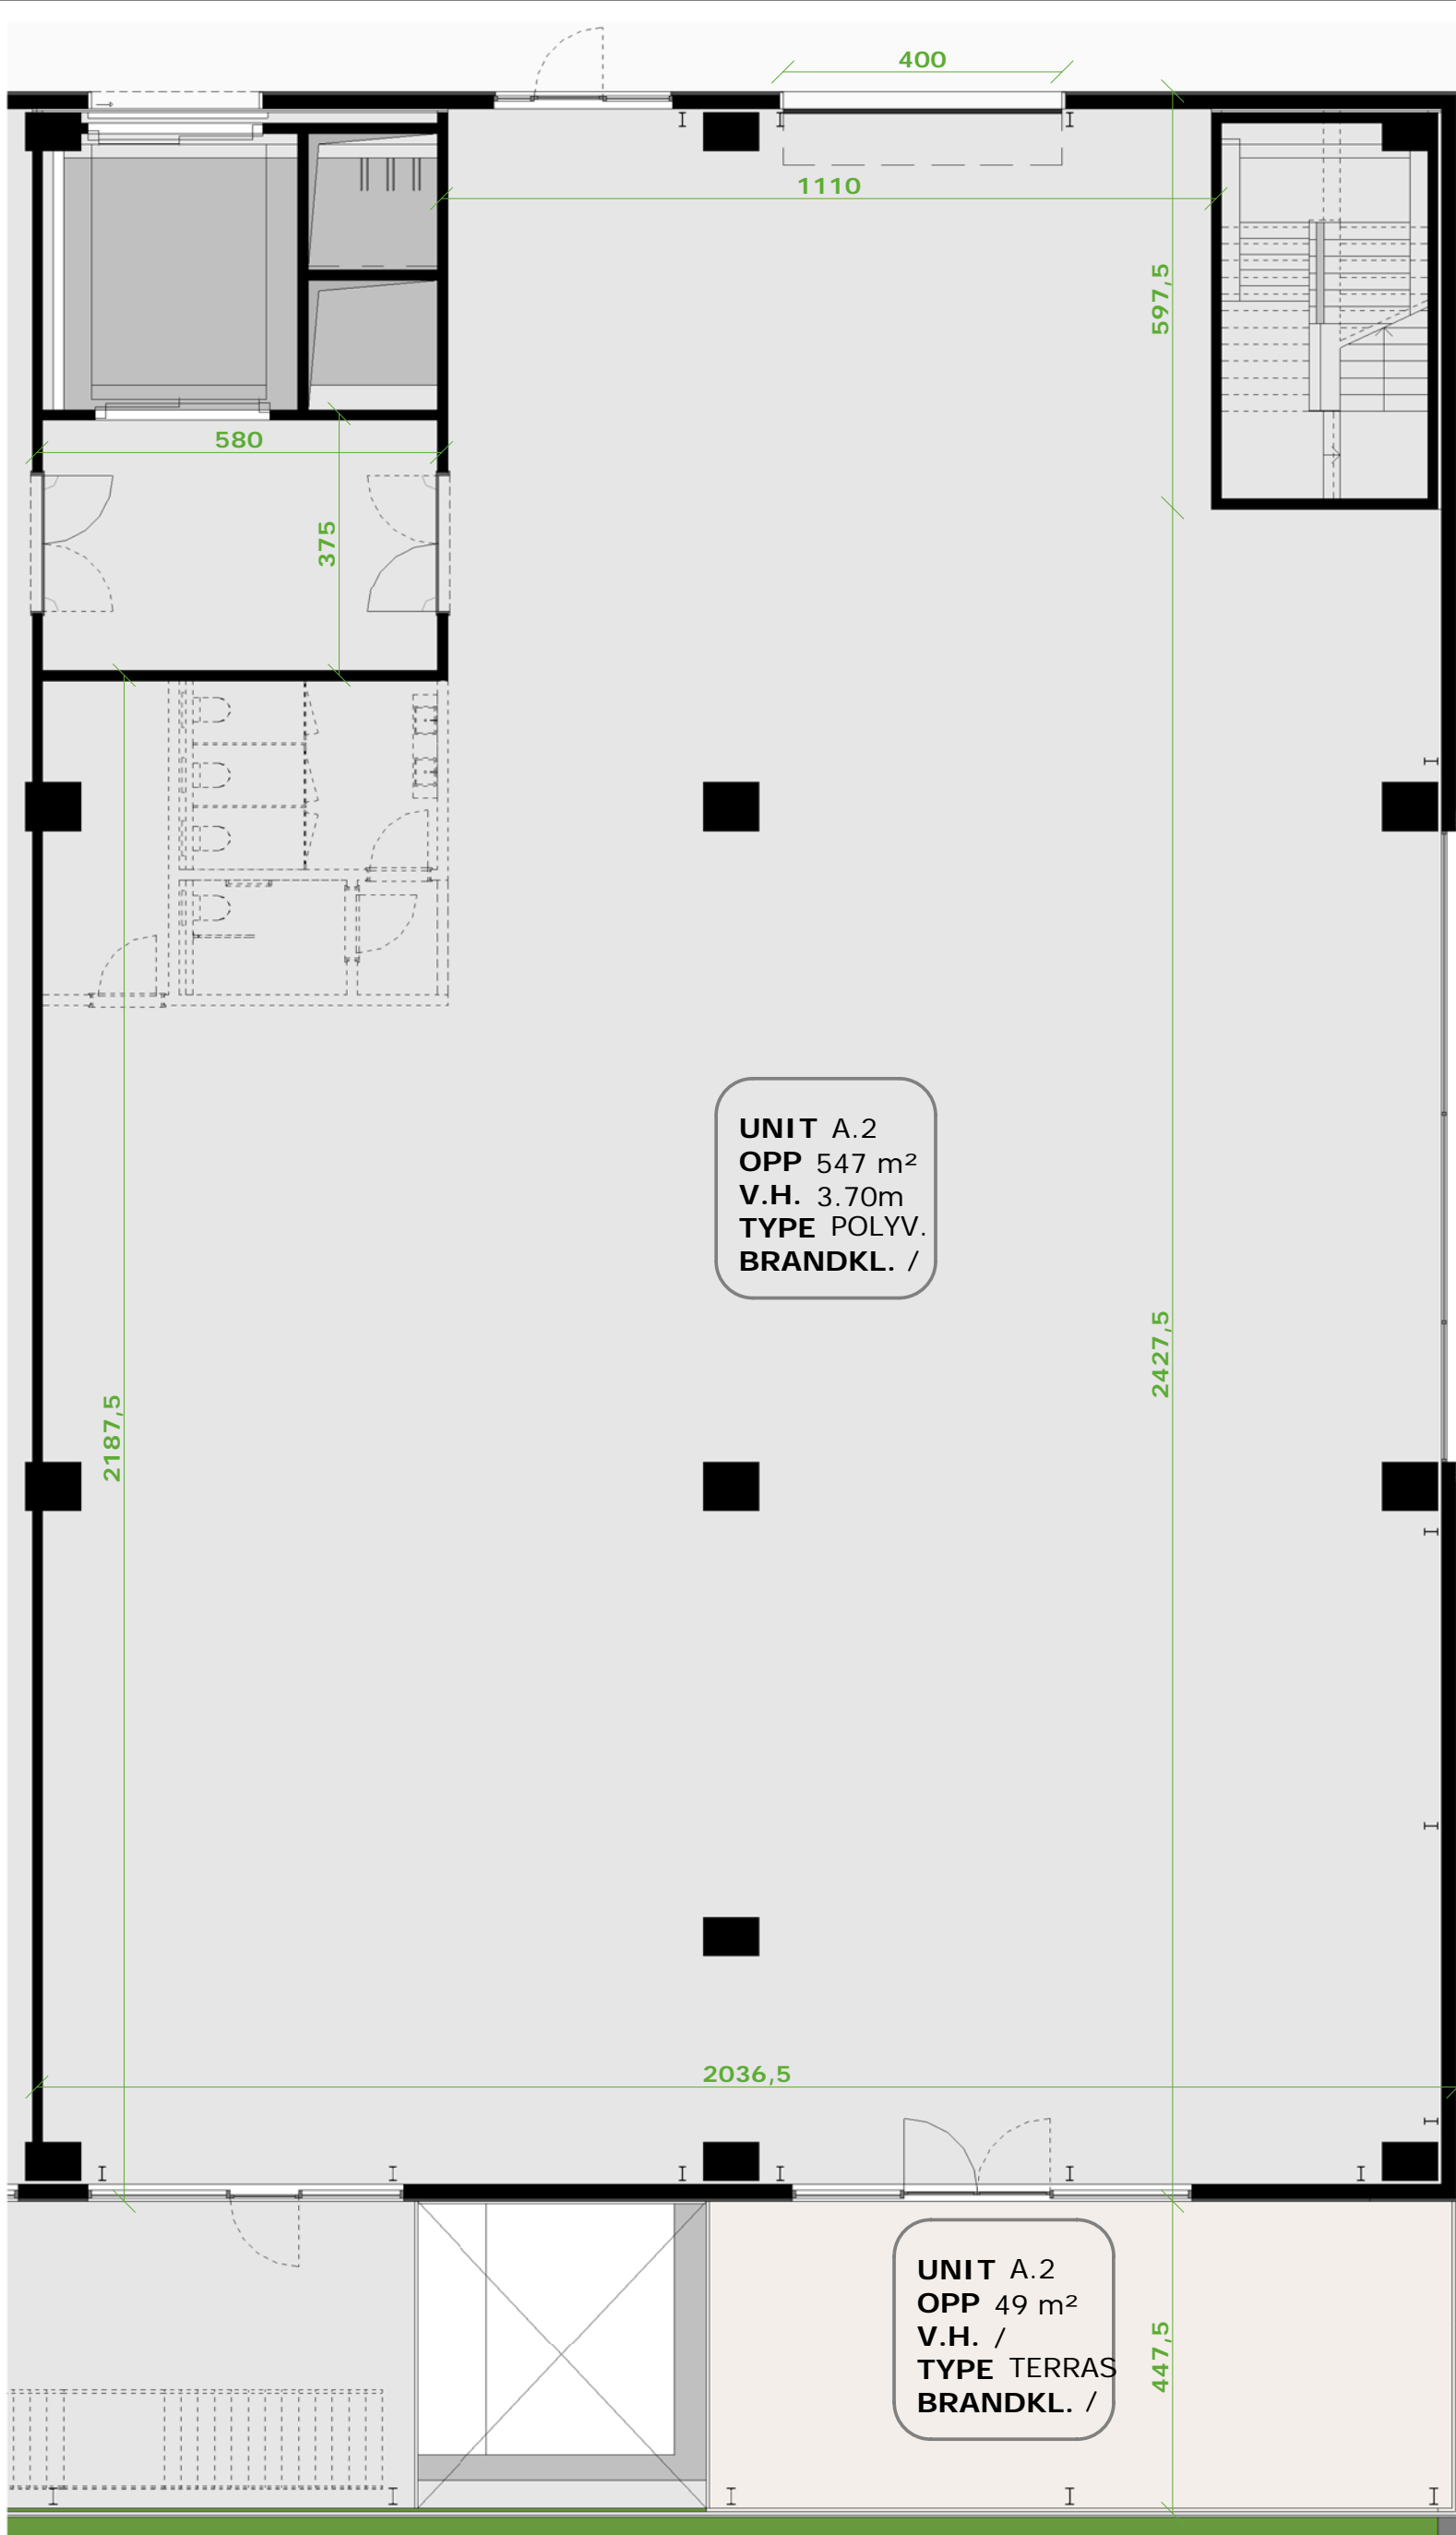 400
1110
597,5
580
375
UNIT A.2
OPP 547 m²
V.H. 3.70m
TYPE POLYV.
BRANDKL. /
2427,5
2187,5
2036,5
UNIT A.2
OPP 49 m²
V.H. /
TYPE TERRAS
BRANDKL. /
447,5